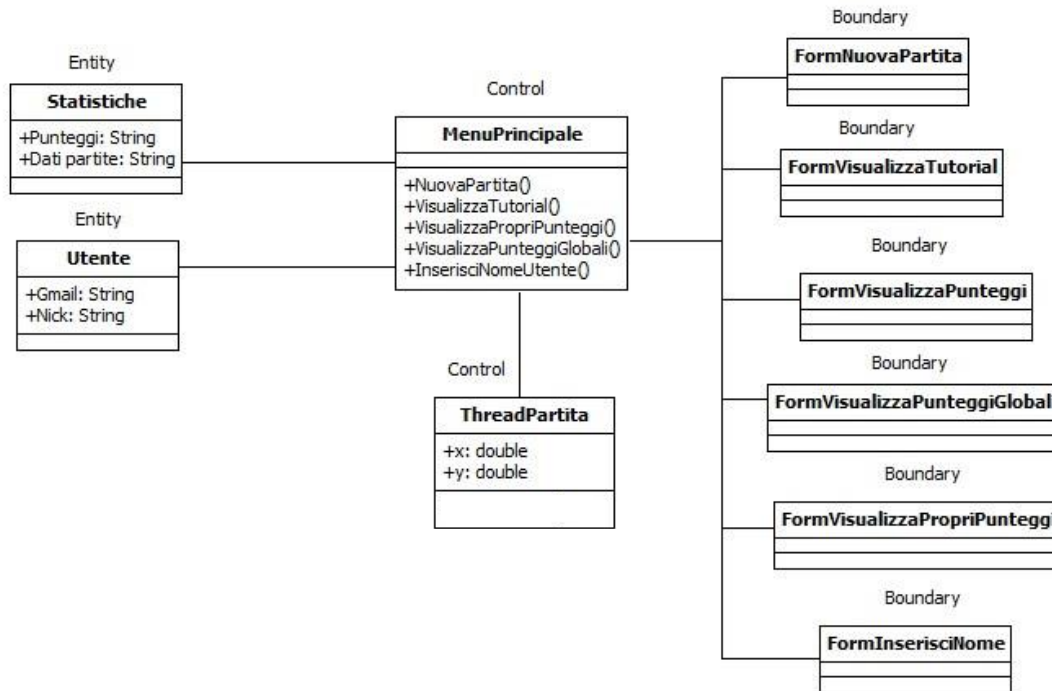 Entity
Statistiche
+Punteggi: String
+Dati partite: String
Entity
Utente
+Gmail: String
+Nick: String
Control
MenuPrincipale
+NuovaPartita()
+VisualizzaTutorial()
+VisualizzaPropriPunteggi()
+VisualizzaPunteggiGlobali()
+InserisciNomeUtente()
Control
ThreadPartita
+x: double
+y: double
Boundary
FormNuovaPartita
Boundary
FormVisualizzaTutorial
Boundary
FormVisualizzaPunteggi
Boundary
FormVisualizzaPunteggiGlobali
Boundary
FormVisualizzaPropriPunteggi
Boundary
FormInserisciNome